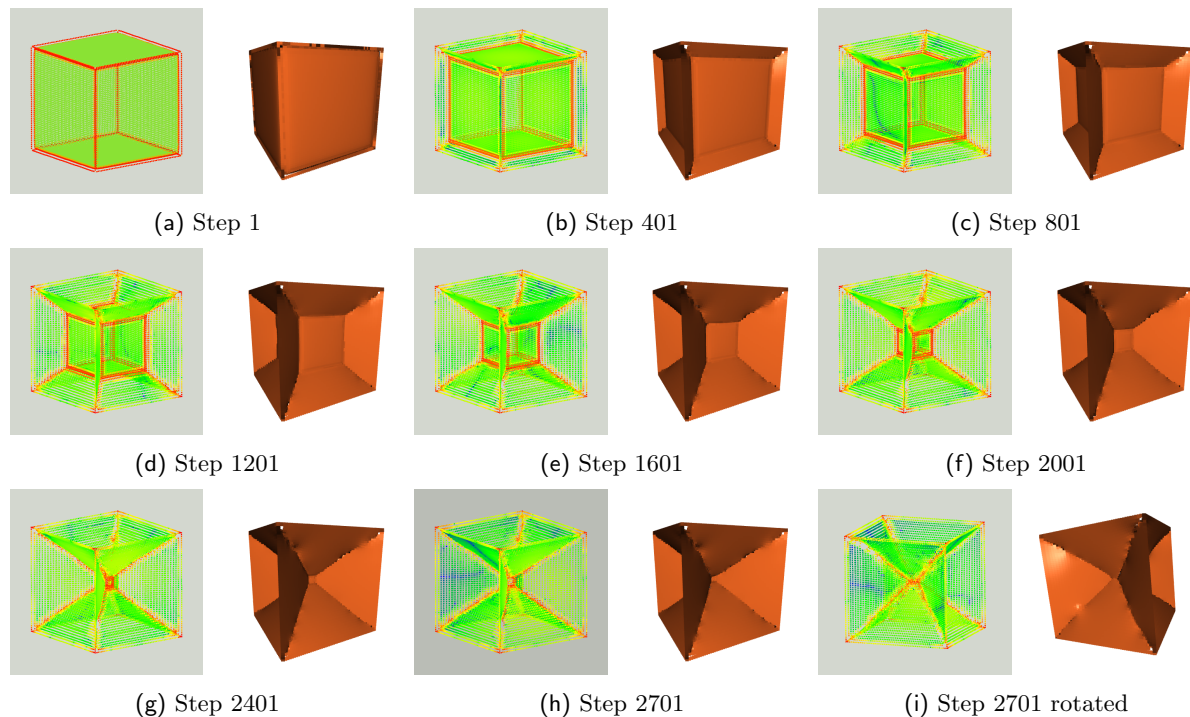 (a) Step 1
(b) Step 401
(c) Step 801
(d) Step 1201
(e) Step 1601
(f) Step 2001
(g) Step 2401
(h) Step 2701
(i) Step 2701 rotated